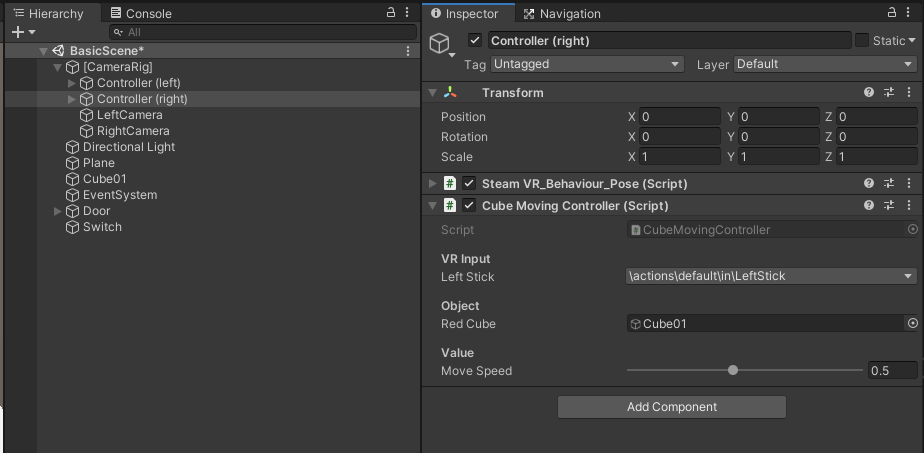 Hierarchy
Console
All
BasicScene*
[CameraRig]
Controller (left)
Controller (right)
LeftCamera
RightCamera
Directional Light
Plane
Cube01
EventSystem
Door
Switch
Inspector
Navigation
Controller (right)
Static
Tag Untagged Layer Default
Transform
Position X 0 Y 0 Z 0
Rotation X 0 Y 0 Z 0
Scale X 1 Y 1 Z 1
# Steam VR_Behaviour_Pose (Script)
# Cube Moving Controller (Script)
Script CubeMovingController
VR Input
Left Stick \actions\default\in\LeftStick
Object
Red Cube Cube01
Value
Move Speed 0.5
Add Component